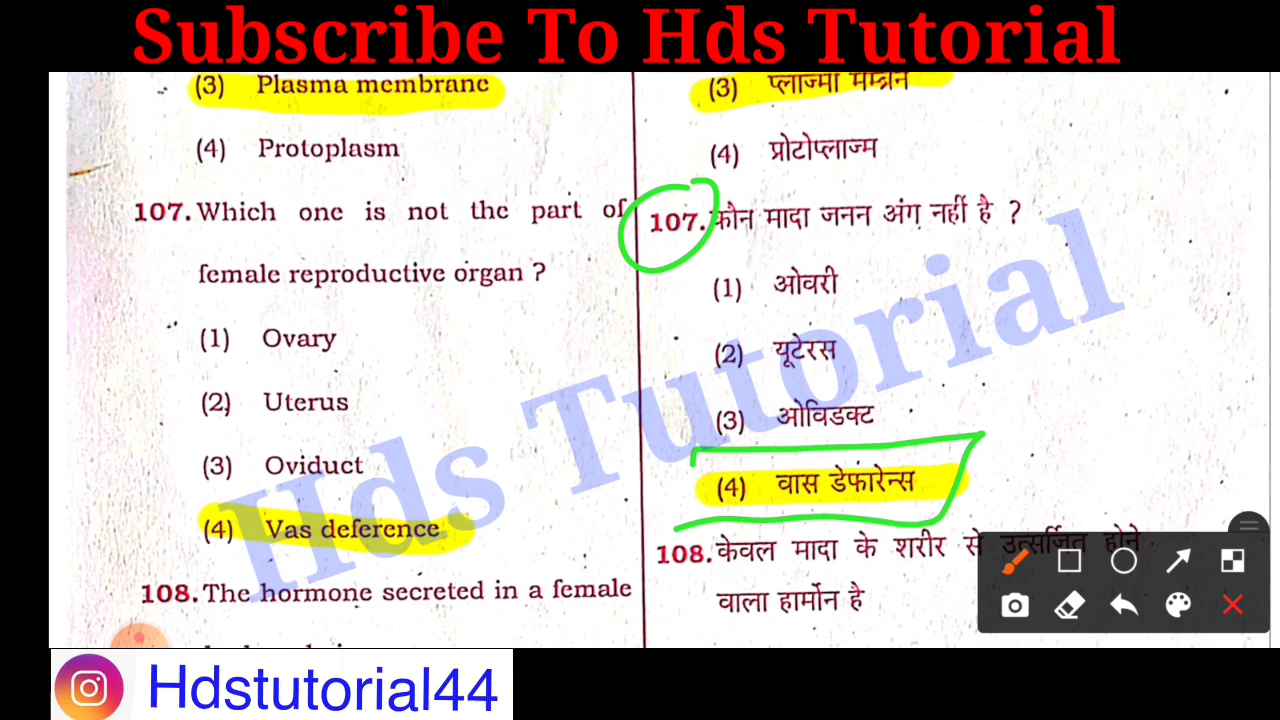 Subscribe To Hds Tutorial
(3) Plasma membrane
(4) Protoplasm
107. Which one is not the part of
female reproductive organ ?
(1) Ovary
(2) Uterus
(3) Oviduct
(4) Vas deference
108. The hormone secreted in a female
(3) प्लाज्मा मेम्ब्रेन
(4) प्रोटोप्लाज्म
107. कौन मादा जनन अंग नहीं है ?
(1) ओवरी
(2) यूटेरस
(3) ओविडक्ट
(4) वास डेफारेन्स
108. केवल मादा के शरीर से उत्सर्जित होने
वाला हार्मोन है
Hds Tutorial
Hdstutorial44